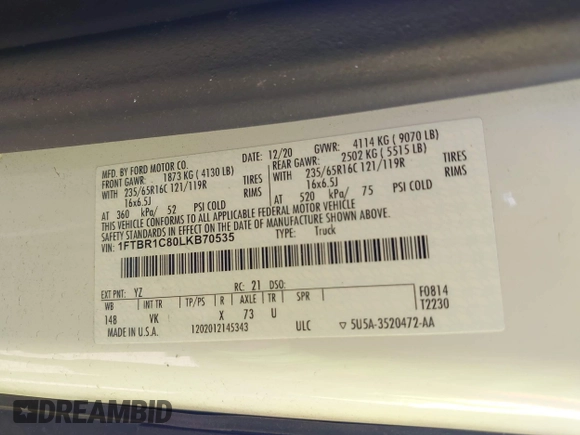 MFD. BY FORD MOTOR CO. 12/20 GVWR: 4114 KG ( 9070 LB)
FRONT GAWR: 1873 KG ( 4130 LB) REAR GAWR: 2502 KG ( 5515 LB)
WITH 235/65R16C 121/119R TIRES WITH 235/65R16C 121/119R TIRES
16x6.5J RIMS 16x6.5J RIMS
AT 360 kPa/ 52 PSI COLD AT 520 kPa/ 75 PSI COLD
THIS VEHICLE CONFORMS TO ALL APPLICABLE FEDERAL MOTOR VEHICLE
SAFETY STANDARDS IN EFFECT ON THE DATE OF MANUFACTURE SHOWN ABOVE.
VIN: 1FTBR1C80LKB70535 TYPE: Truck
EXT PNT: YZ RC: 21 DSO: F0814
WB INT TR TP/PS R AXLE TR SPR T2230
148 VK X 73 U
MADE IN U.S.A. 1202012145343 ULC ▽ 5U5A-3520472-AA
DREAMBID